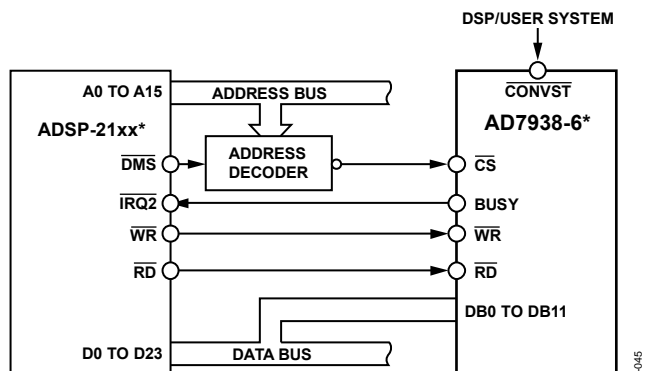 DSP/USER SYSTEM
A0 TO A15
ADDRESS BUS
CONVST
ADSP-21xx*
AD7938-6*
DMS
ADDRESS
DECODER
CS
IRQ2
BUSY
WR
WR
RD
RD
DB0 TO DB11
D0 TO D23
DATA BUS
-045